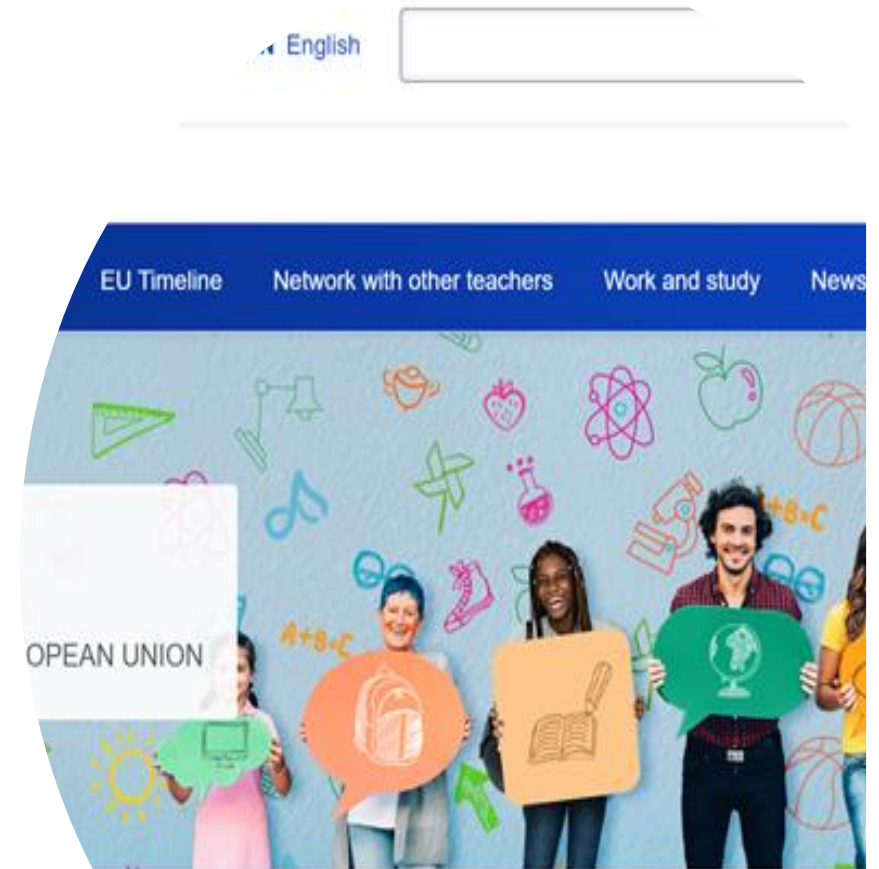 English
EU Timeline Network with other teachers Work and study News
A+B=C
OPEAN UNION
A+B=C